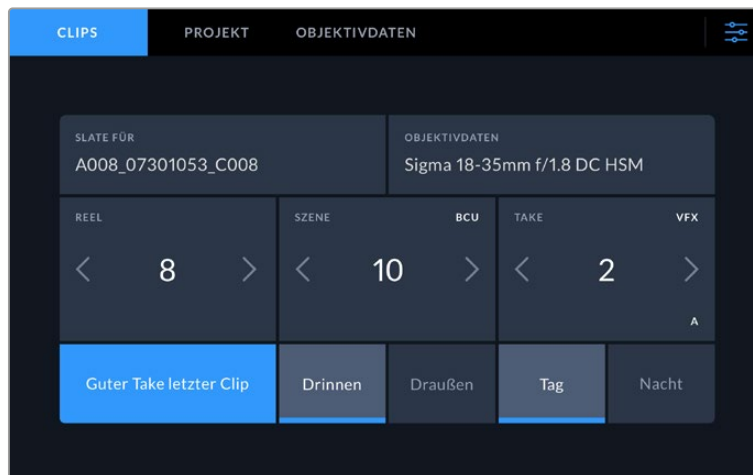 CLIPS PROJEKT OBJEKTIVDATEN
SLATE FÜR OBJEKTIVDATEN
A008_07301053_C008 Sigma 18-35mm f/1.8 DC HSM
REEL SZENE BCU TAKE VFX
8 10 2
A
Guter Take letzter Clip Drinnen Draußen Tag Nacht